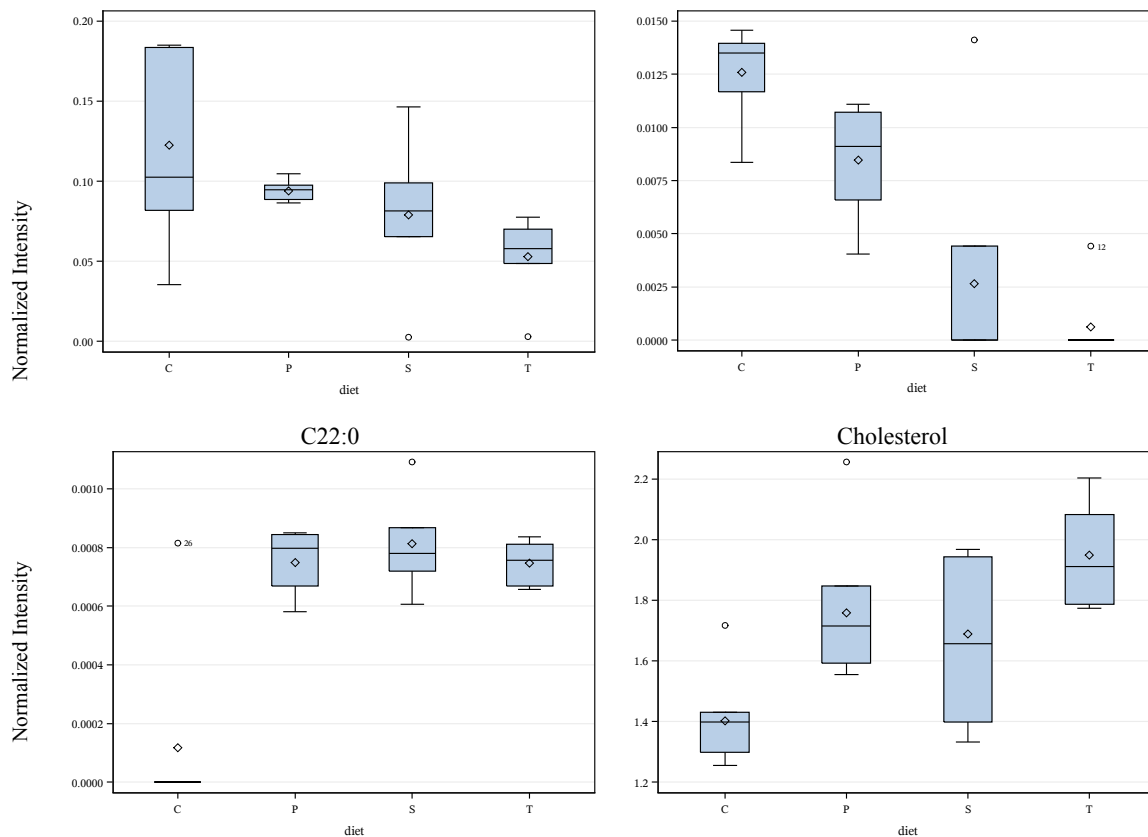 Normalized Intensity
0.20
0.15
0.10
0.05
0.00
C P S T
diet
0.0150
0.0125
0.0100
0.0075
0.0050
0.0025
0.0000
12
C P S T
diet
C22:0
Normalized Intensity
0.0010
0.0008
0.0006
0.0004
0.0002
0.0000
26
C P S T
diet
Cholesterol
2.2
2.0
1.8
1.6
1.4
1.2
C P S T
diet